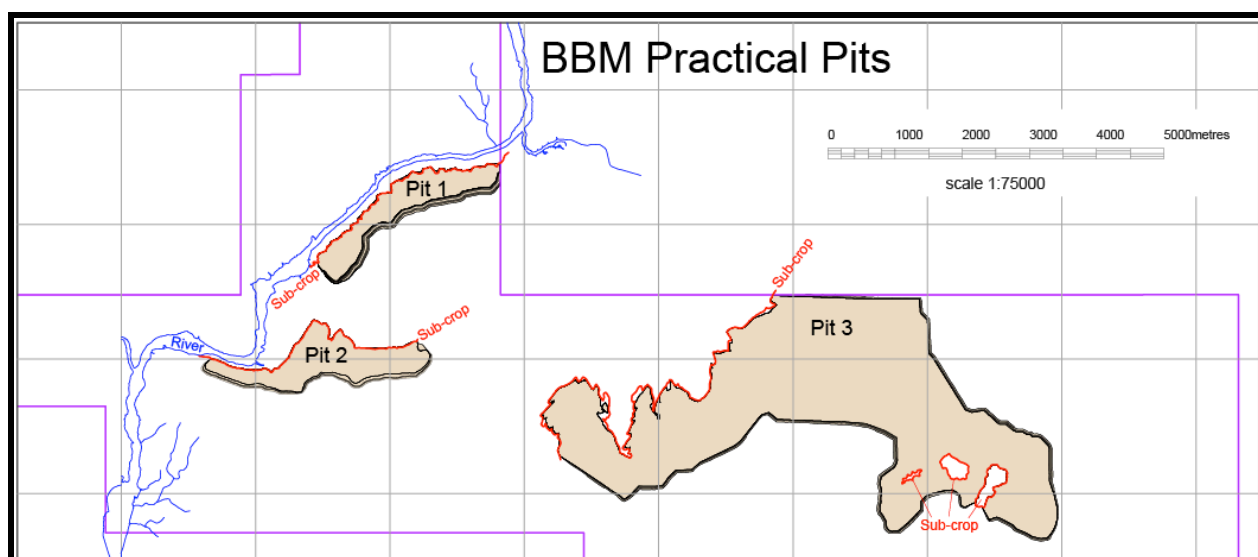 BBM Practical Pits
0 1000 2000 3000 4000 5000metres
scale 1:75000
Pit 1
Sub-crop
Sub-crop
Sub-crop
River
Pit 2
Pit 3
Sub-crop